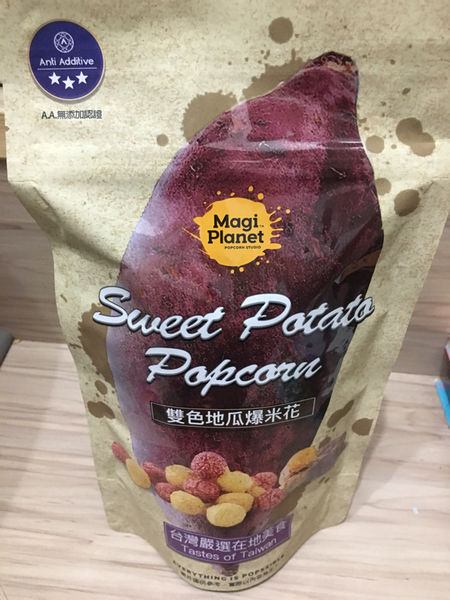 Anti Additive
A.A.無添加認證
Magi
Planet
POPCORN STUDIO
Sweet Potato
Popcorn
雙色地瓜爆米花
台灣嚴選在地美食
Tastes of Taiwan
EVERYTHING IS POPSSIBLE